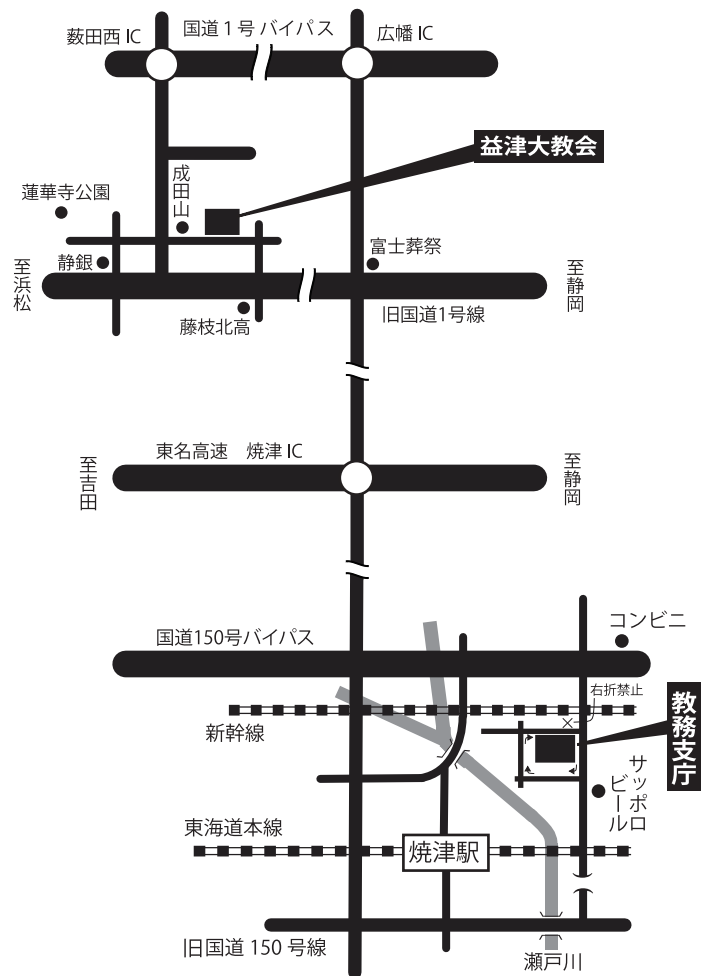 薮田西 IC
国道１号 バイパス
広幡 IC
益津大教会
成田山
蓮華寺公園
静銀
富士葬祭
至浜松
至静岡
藤枝北高
旧国道1号線
東名高速　焼津 IC
至吉田
至静岡
コンビニ
国道150号バイパス
右折禁止
教務支庁
新幹線
サッポロ
ビール
東海道本線
焼津駅
旧国道 150 号線
瀬戸川